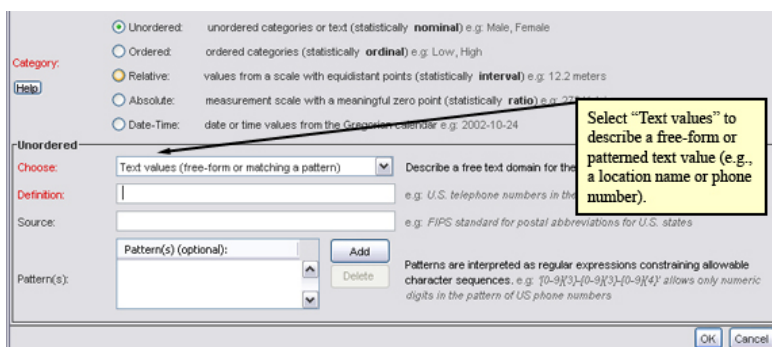 Category:
Help
Unordered: unordered categories or text (statistically nominal) e.g: Male, Female
Ordered: ordered categories (statistically ordinal) e.g: Low, High
Relative: values from a scale with equidistant points (statistically interval) e.g: 12.2 meters
Absolute: measurement scale with a meaningful zero point (statistically ratio) e.g:
Date-Time: date or time values from the Gregorian calendar e.g: 2002-10-24
Select “Text values” to
describe a free-form or
patterned text value (e.g.,
a location name or phone
number).
Unordered
Choose: Text values (free-form or matching a pattern) Describe a free text domain for the
Definition: e.g: U.S. telephone numbers in the
Source: e.g: FIPS standard for postal abbreviations for U.S. states
Pattern(s): Pattern(s) (optional): Add Delete
Patterns are interpreted as regular expressions constraining allowable
character sequences. e.g: '[0-9]{3}-[0-9]{3}-[0-9]{4}' allows only numeric
digits in the pattern of US phone numbers
OK Cancel